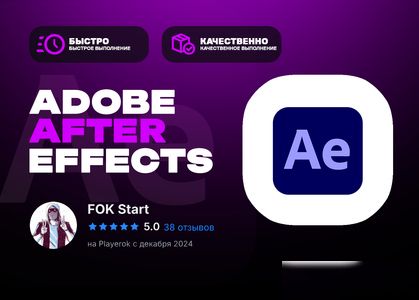 БЫСТРО
БЫСТРОЕ ВЫПОЛНЕНИЕ
КАЧЕСТВЕННО
КАЧЕСТВЕННОЕ ВЫПОЛНЕНИЕ
ADOBE
AFTER
EFFECTS
Ae
FOK Start
5.0 38 отзывов
на Playerok с декабря 2024